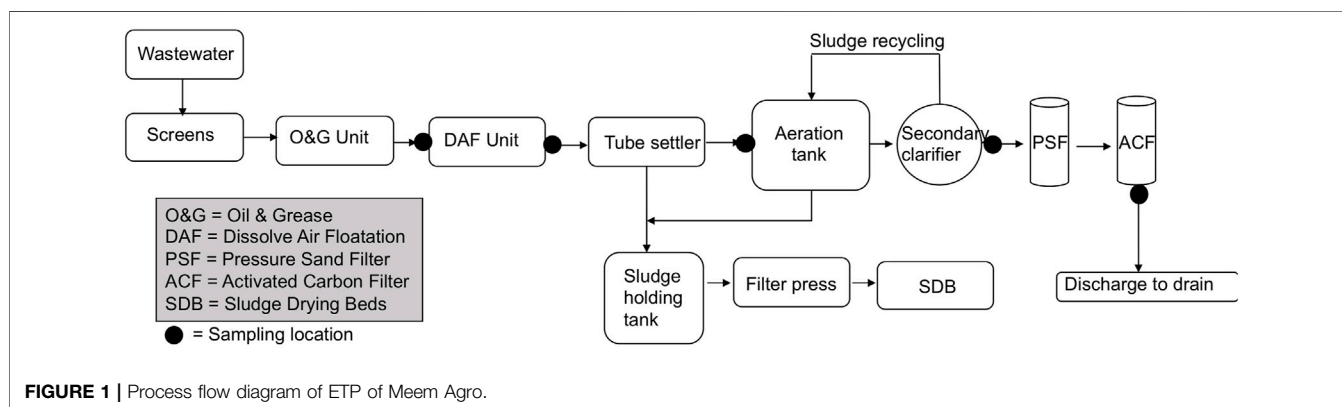 Wastewater
Screens
O&G Unit
DAF Unit
Tube settler
Sludge recycling
Aeration
tank
Secondary
clarifier
PSF
ACF
O&G = Oil & Grease
DAF = Dissolve Air Floatation
PSF = Pressure Sand Filter
ACF = Activated Carbon Filter
SDB = Sludge Drying Beds
= Sampling location
Sludge
holding
tank
Filter press
SDB
Discharge to drain
FIGURE 1 | Process flow diagram of ETP of Meem Agro.